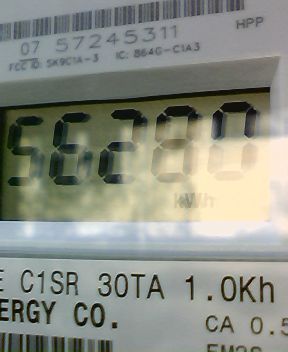 HPP
07 57245311
FCC ID: SK9C1A-3 IC: 864G-C1A3
56280
kWh
E C1SR 30TA 1.0Kh
ERGY CO.
CA 0.5